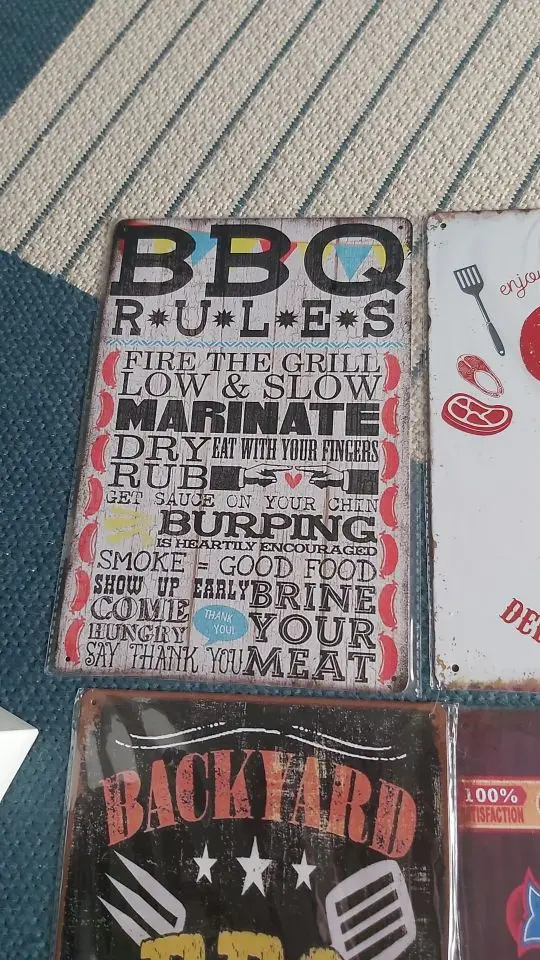 BBQ
R*U*L*E*S
FIRE THE GRILL
LOW & SLOW
MARINATE
DRY
RUB
EAT WITH YOUR FINGERS
GET SAUCE ON YOUR CHIN
BURPING
IS HEARTILY ENCOURAGED
SMOKE = GOOD FOOD
SHOW UP EARLY
COME
HUNGRY
THANK
YOU!
SAY THANK YOU
BRINE
YOUR
MEAT
BACKYARD
BBQ
100%